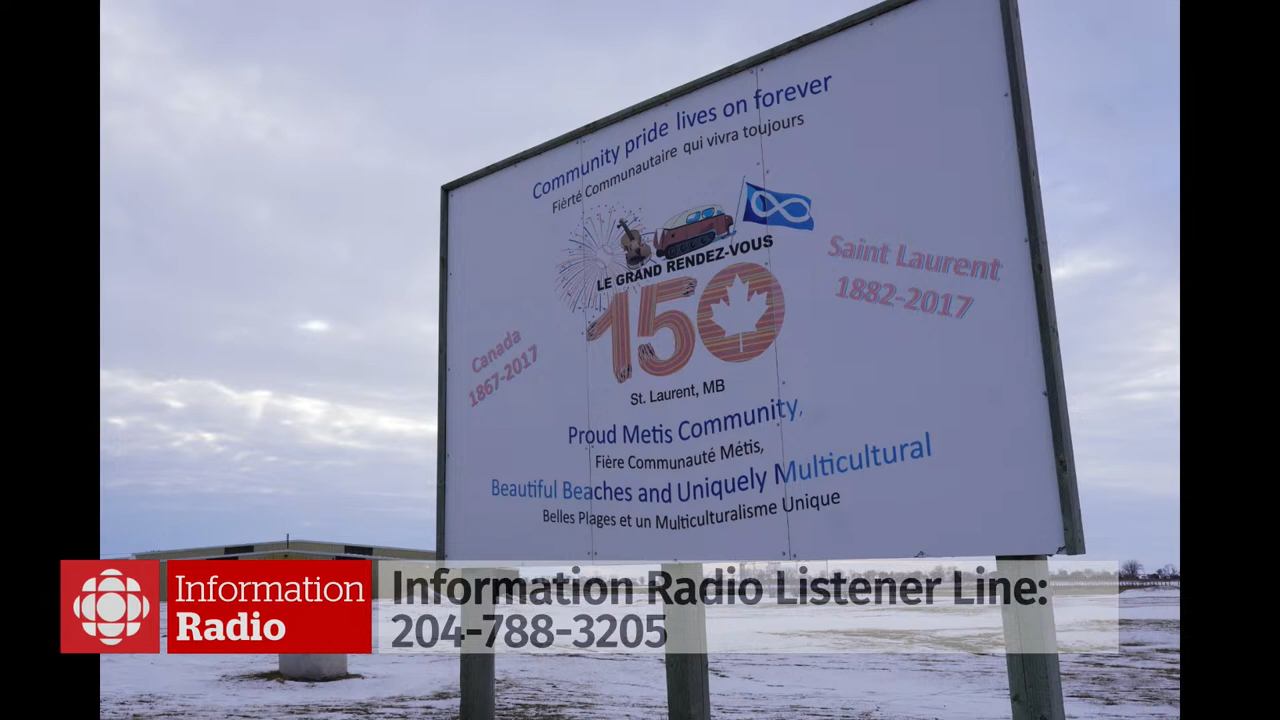 Community pride lives on forever
Fièrté Communautaire qui vivra toujours
LE GRAND RENDEZ-VOUS
150
Saint Laurent
1882-2017
Canada
1867-2017
St. Laurent, MB
Proud Metis Community,
Fière Communauté Métis,
Beautiful Beaches and Uniquely Multicultural
Belles Plages et un Multiculturalisme Unique
Information
Radio
Information Radio Listener Line:
204-788-3205